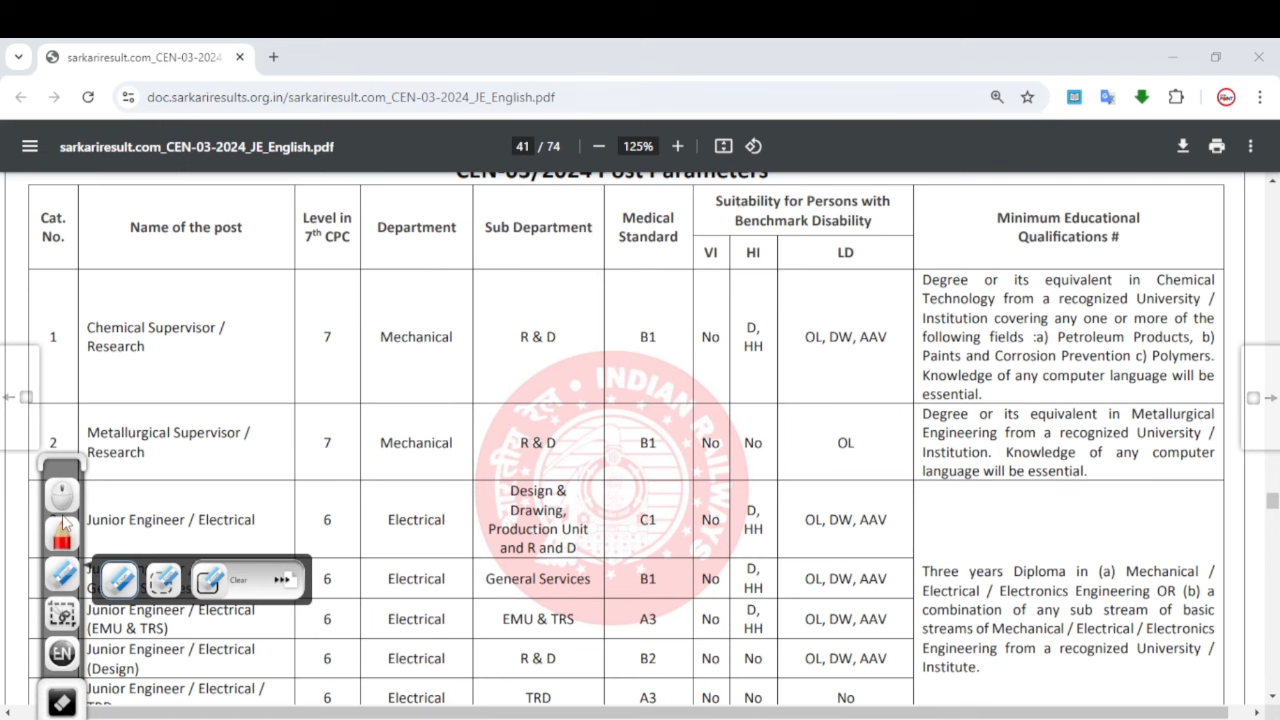 sarkariresult.com_CEN-03-2024
doc.sarkariresults.org.in/sarkariresult.com_CEN-03-2024_JE_English.pdf
sarkariresult.com_CEN-03-2024_JE_English.pdf
41 / 74
125%
CEN-03/2024 Post Parameters
Cat. No.
Name of the post
Level in 7th CPC
Department
Sub Department
Medical Standard
Suitability for Persons with
Benchmark Disability
VI HI LD
Minimum Educational
Qualifications #
1
Chemical Supervisor /
Research
7
Mechanical
R & D
B1
No
D,
HH
OL, DW, AAV
Degree or its equivalent in Chemical
Technology from a recognized University /
Institution covering any one or more of the
following fields :a) Petroleum Products, b)
Paints and Corrosion Prevention c) Polymers.
Knowledge of any computer language will be
essential.
2
Metallurgical Supervisor /
Research
7
Mechanical
R & D
B1
No
No
OL
Degree or its equivalent in Metallurgical
Engineering from a recognized University /
Institution. Knowledge of any computer
language will be essential.
Junior Engineer / Electrical
6
Electrical
Design &
Drawing,
Production Unit
and R and D
C1
No
D,
HH
OL, DW, AAV
6
Electrical
General Services
B1
No
D,
HH
OL, DW, AAV
Junior Engineer / Electrical
(EMU & TRS)
6
Electrical
EMU & TRS
A3
No
D,
HH
OL, DW, AAV
Junior Engineer / Electrical
(Design)
6
Electrical
R & D
B2
No
No
OL, DW, AAV
Junior Engineer / Electrical /
6
Electrical
TRD
A3
No
No
No
Three years Diploma in (a) Mechanical /
Electrical / Electronics Engineering OR (b) a
combination of any sub stream of basic
streams of Mechanical / Electrical / Electronics
Engineering from a recognized University /
Institute.
भारतीय रेल
INDIAN RAILWAYS
Clear
EN